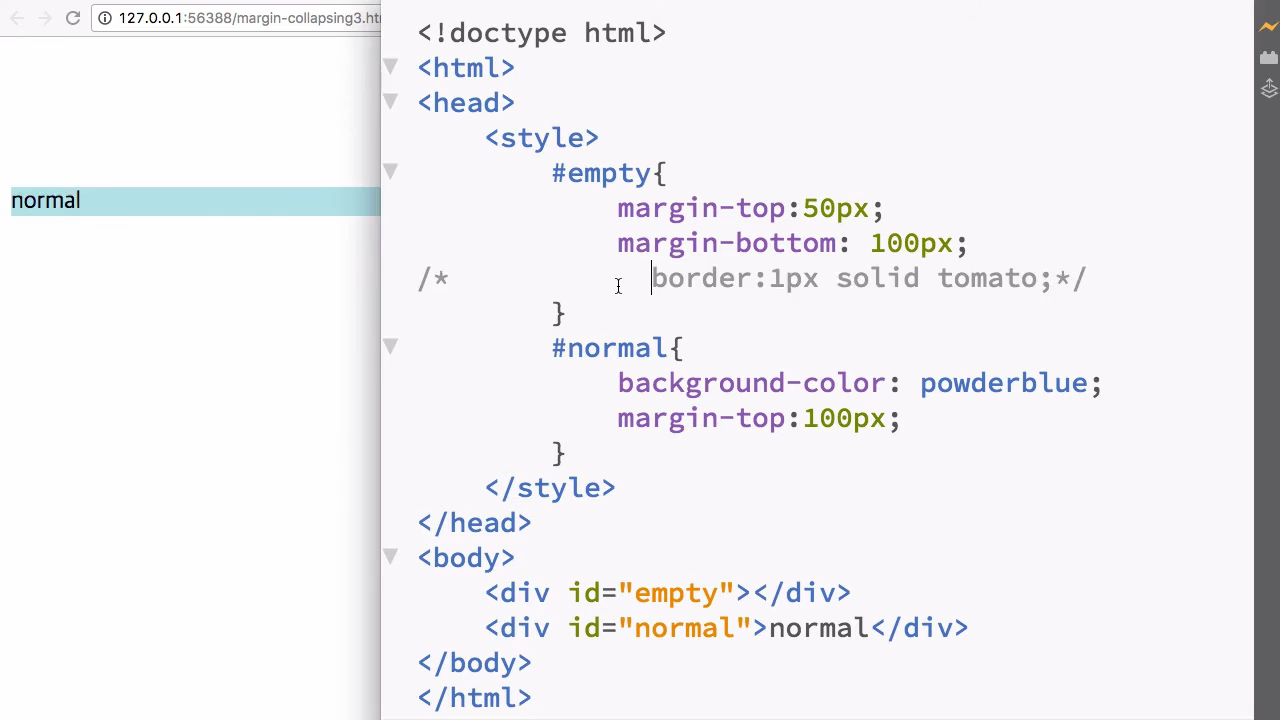 127.0.0.1:56388/margin-collapsing3.htm
normal
<!doctype html>
<html>
<head>
<style>
#empty{
margin-top:50px;
margin-bottom: 100px;
/* border:1px solid tomato;*/
}
#normal{
background-color: powderblue;
margin-top:100px;
}
</style>
</head>
<body>
<div id="empty"></div>
<div id="normal">normal</div>
</body>
</html>